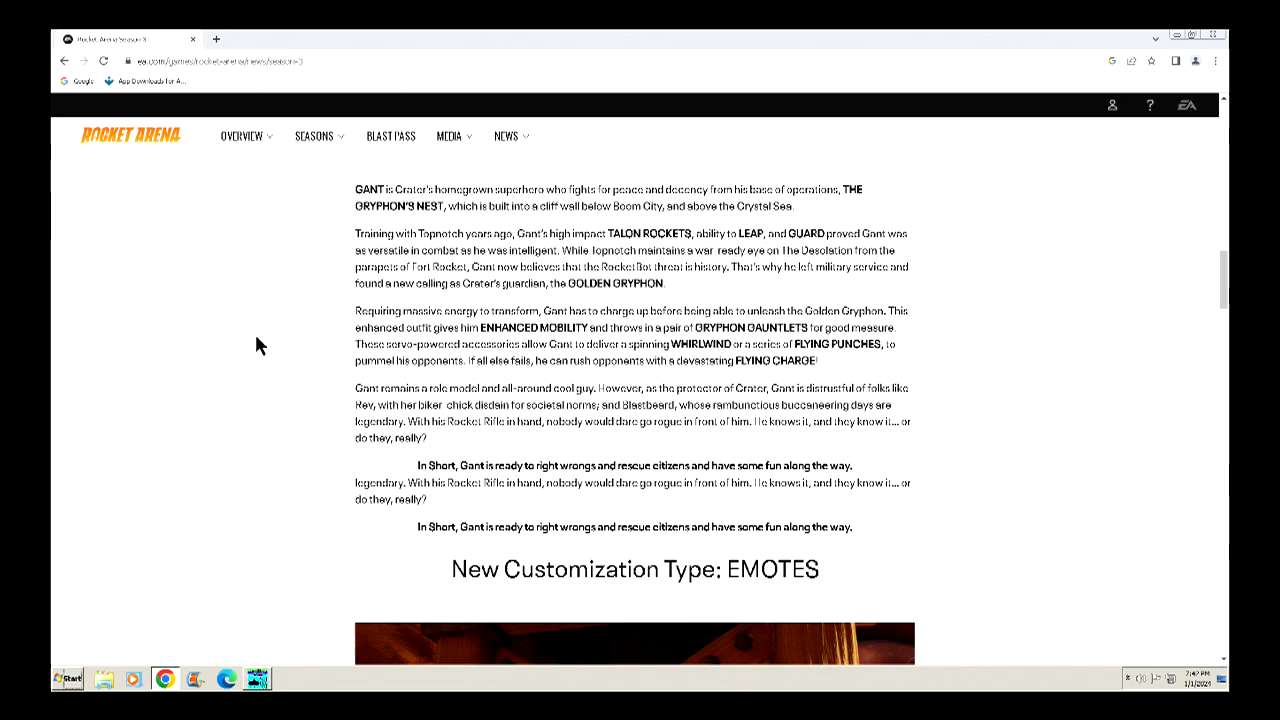 Rocket Arena Season 3
ea.com/games/rocket-arena/news/season-3
Google
App Downloads for A...
ROCKET ARENA
OVERVIEW
SEASONS
BLAST PASS
MEDIA
NEWS
EA
GANT is Crater's homegrown superhero who fights for peace and decency from his base of operations, THE
GRYPHON'S NEST, which is built into a cliff wall below Boom City, and above the Crystal Sea.
Training with Topnotch years ago, Gant's high impact TALON ROCKETS, ability to LEAP, and GUARD proved Gant was
as versatile in combat as he was intelligent. While Topnotch maintains a war-ready eye on The Desolation from the
parapets of Fort Rocket, Gant now believes that the RocketBot threat is history. That's why he left military service and
found a new calling as Crater's guardian, the GOLDEN GRYPHON.
Requiring massive energy to transform, Gant has to charge up before being able to unleash the Golden Gryphon. This
enhanced outfit gives him ENHANCED MOBILITY and throws in a pair of GRYPHON GAUNTLETS for good measure.
These servo-powered accessories allow Gant to deliver a spinning WHIRLWIND or a series of FLYING PUNCHES, to
pummel his opponents. If all else fails, he can rush opponents with a devastating FLYING CHARGE!
Gant remains a role model and all-around cool guy. However, as the protector of Crater, Gant is distrustful of folks like
Rev, with her biker-chick disdain for societal norms; and Blastbeard, whose rambunctious buccaneering days are
legendary. With his Rocket Rifle in hand, nobody would dare go rogue in front of him. He knows it, and they know it... or
do they, really?
In Short, Gant is ready to right wrongs and rescue citizens and have some fun along the way.
legendary. With his Rocket Rifle in hand, nobody would dare go rogue in front of him. He knows it, and they know it... or
do they, really?
In Short, Gant is ready to right wrongs and rescue citizens and have some fun along the way.
New Customization Type: EMOTES
Start
7:42 PM
1/1/2024